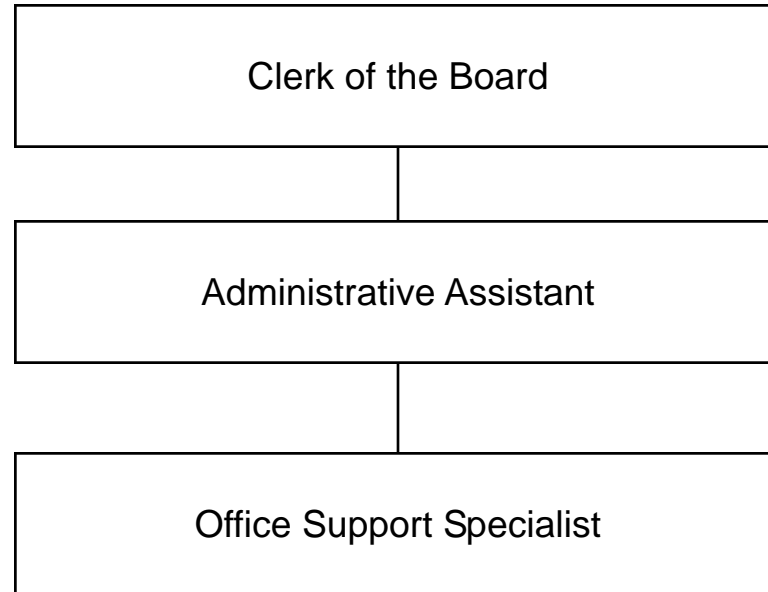 Clerk of the Board
Administrative Assistant
Office Support Specialist